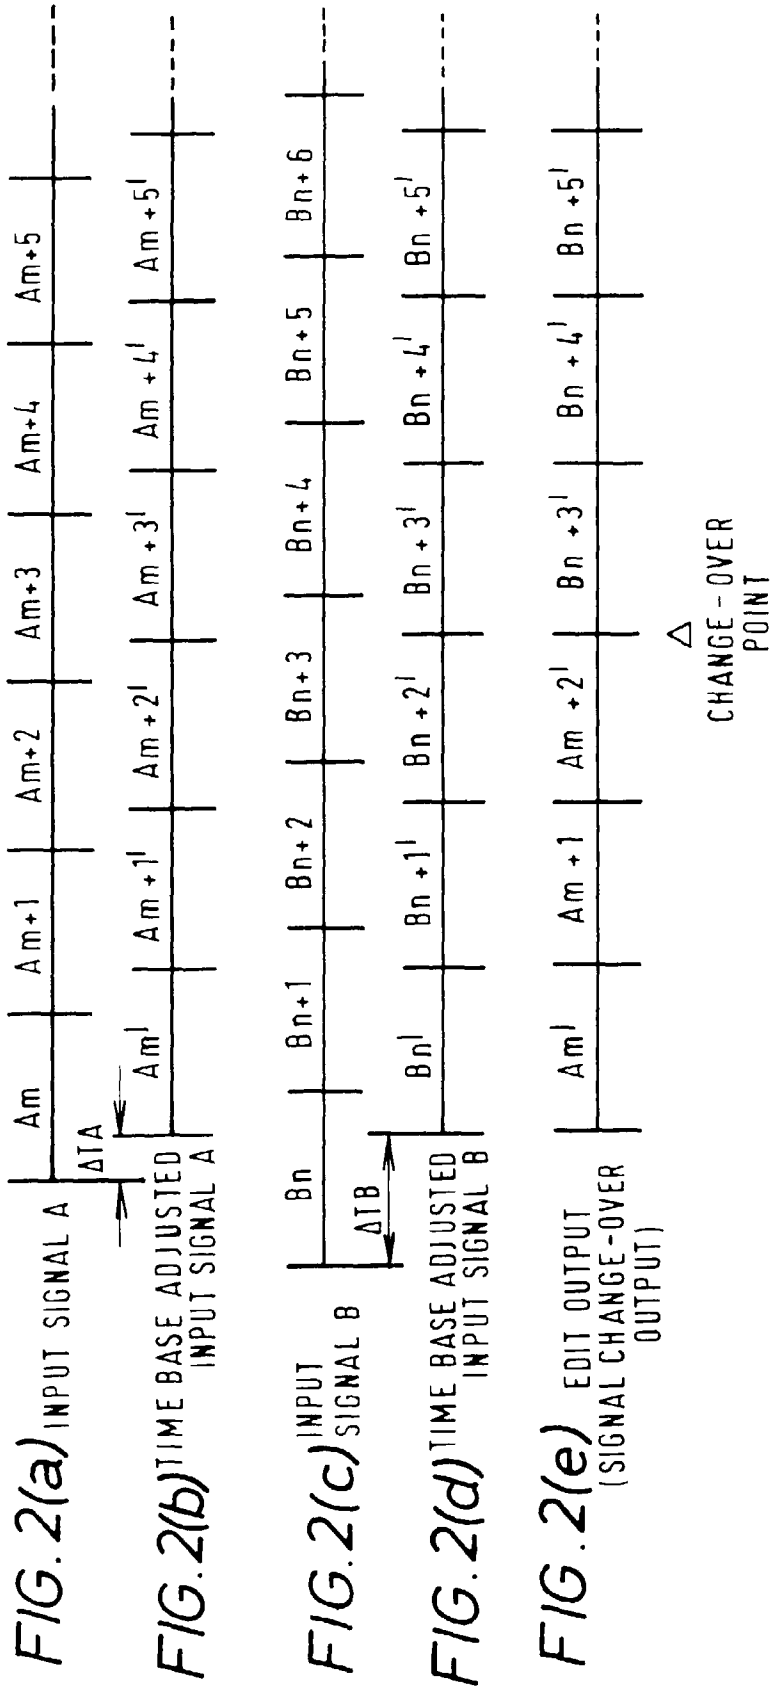 FIG. 2(a) INPUT SIGNAL A
Am Am+1 Am+2 Am+3 Am+4 Am+5
ΔTA
FIG. 2(b) TIME BASE ADJUSTED
INPUT SIGNAL A
Am' Am+1' Am+2' Am+3' Am+4' Am+5'
FIG. 2(c) INPUT
SIGNAL B
Bn Bn+1 Bn+2 Bn+3 Bn+4 Bn+5 Bn+6
ΔTB
FIG. 2(d) TIME BASE ADJUSTED
INPUT SIGNAL B
Bn' Bn+1' Bn+2' Bn+3' Bn+4' Bn+5'
FIG. 2(e) EDIT OUTPUT
(SIGNAL CHANGE-OVER
OUTPUT)
Am' Am+1 Am+2' Bn+3' Bn+4' Bn+5'
Δ
CHANGE-OVER
POINT